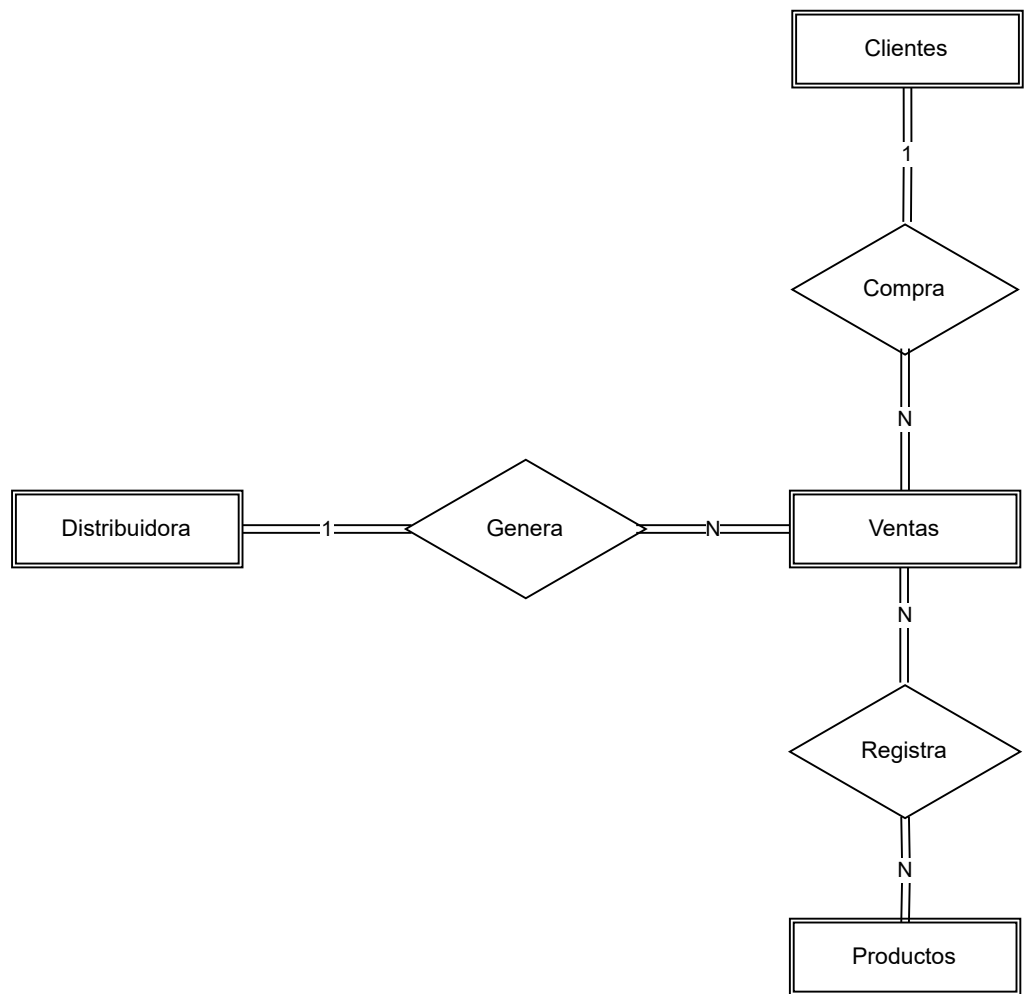 Clientes
1
Compra
N
Distribuidora
1
Genera
N
Ventas
N
Registra
N
Productos